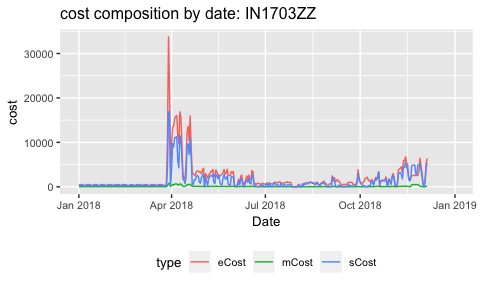 cost composition by date: IN1703ZZ
30000
20000
10000
0
cost
Jan 2018 Apr 2018 Jul 2018 Oct 2018 Jan 2019
Date
type eCost mCost sCost